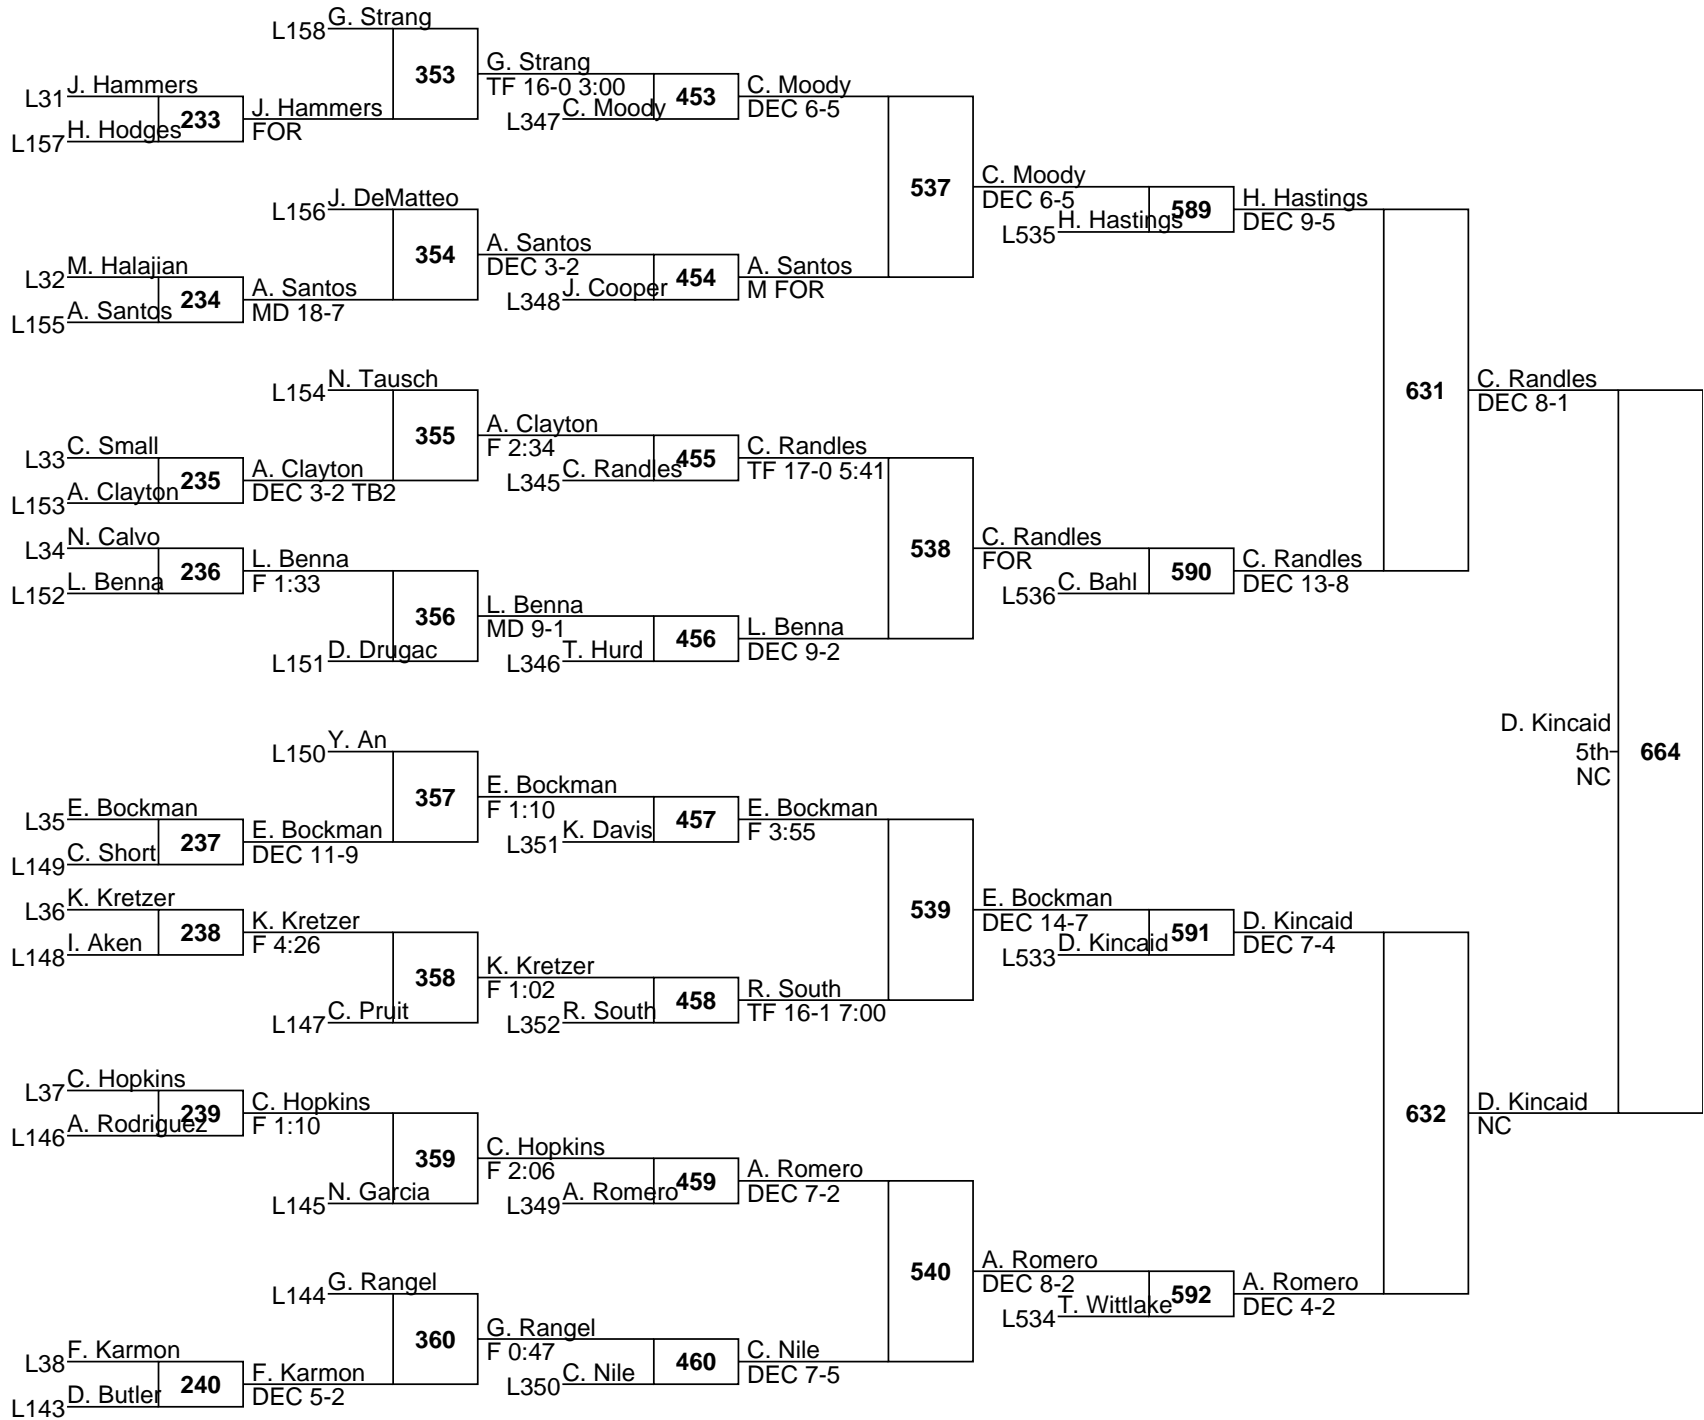 G. Strang
L158
353
G. Strang
TF 16-0 3:00
J. Hammers
L31
233
J. Hammers
FOR
H. Hodges
L157
C. Moody
L347
453
C. Moody
DEC 6-5
537
C. Moody
DEC 6-5
H. Hastings
L535
589
H. Hastings
DEC 9-5
J. DeMatteo
L156
354
A. Santos
DEC 3-2
M. Halajian
L32
234
A. Santos
MD 18-7
A. Santos
L155
J. Cooper
L348
454
A. Santos
M FOR
631
C. Randles
DEC 8-1
N. Tausch
L154
355
A. Clayton
F 2:34
C. Small
L33
235
A. Clayton
DEC 3-2 TB2
A. Clayton
L153
C. Randles
L345
455
C. Randles
TF 17-0 5:41
538
C. Randles
FOR
C. Bahl
L536
590
C. Randles
DEC 13-8
N. Calvo
L34
236
L. Benna
F 1:33
L. Benna
L152
356
L. Benna
MD 9-1
D. Drugac
L151
T. Hurd
L346
456
L. Benna
DEC 9-2
D. Kincaid
5th
NC
664
Y. An
L150
357
E. Bockman
F 1:10
E. Bockman
L35
237
E. Bockman
DEC 11-9
C. Short
L149
K. Davis
L351
457
E. Bockman
F 3:55
539
E. Bockman
DEC 14-7
D. Kincaid
L533
591
D. Kincaid
DEC 7-4
K. Kretzer
L36
238
K. Kretzer
F 4:26
I. Aken
L148
358
K. Kretzer
F 1:02
C. Pruit
L147
R. South
L352
458
R. South
TF 16-1 7:00
632
D. Kincaid
NC
C. Hopkins
L37
239
C. Hopkins
F 1:10
A. Rodriguez
L146
359
C. Hopkins
F 2:06
N. Garcia
L145
A. Romero
L349
459
A. Romero
DEC 7-2
540
A. Romero
DEC 8-2
T. Wittlake
L534
592
A. Romero
DEC 4-2
G. Rangel
L144
360
G. Rangel
F 0:47
F. Karmon
L38
240
F. Karmon
DEC 5-2
D. Butler
L143
C. Nile
L350
460
C. Nile
DEC 7-5